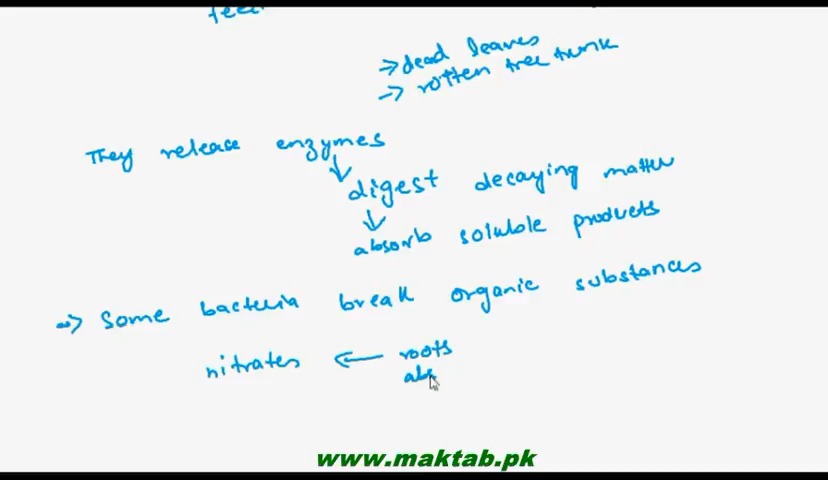 → dead leaves
→ rotten tree trunk
They release enzymes
↓
digest decaying matter
↓
absorb soluble products
⇒ Some bacteria break organic substances
nitrates ← roots
abs
www.maktab.pk